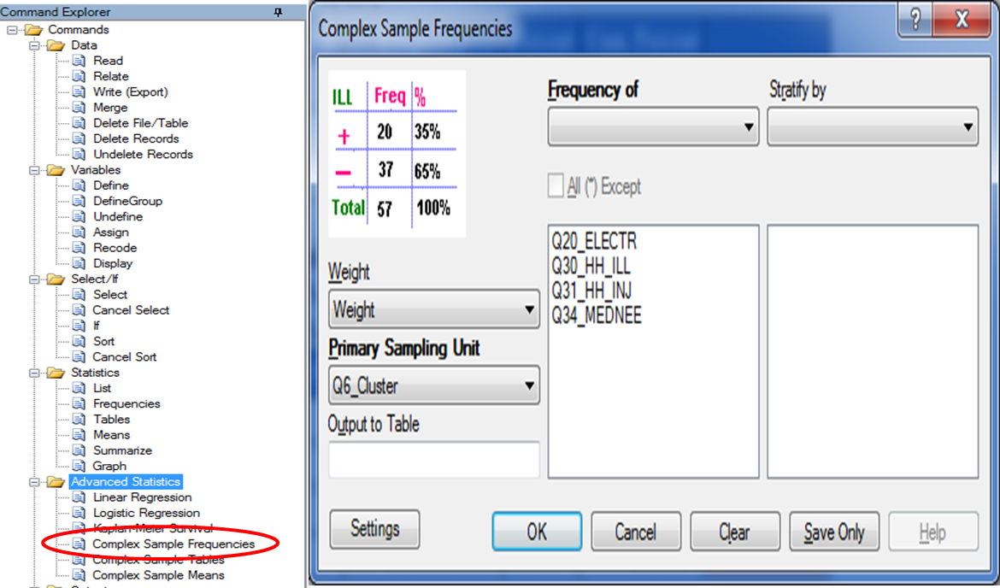 Command Explorer
Commands
Data
Read
Relate
Write (Export)
Merge
Delete File/Table
Delete Records
Undelete Records
Variables
Define
DefineGroup
Undefine
Assign
Recode
Display
Select/If
Select
Cancel Select
If
Sort
Cancel Sort
Statistics
List
Frequencies
Tables
Means
Summarize
Graph
Advanced Statistics
Linear Regression
Logistic Regression
Kaplan-Meier Survival
Complex Sample Frequencies
Complex Sample Tables
Complex Sample Means
Complex Sample Frequencies
? X
ILL Freq %
+ 20 35%
− 37 65%
Total 57 100%
Weight
Weight
Primary Sampling Unit
Q6_Cluster
Output to Table
Frequency of
Stratify by
All (*) Except
Q20_ELECTR
Q30_HH_ILL
Q31_HH_INJ
Q34_MEDNEE
Settings
OK
Cancel
Clear
Save Only
Help